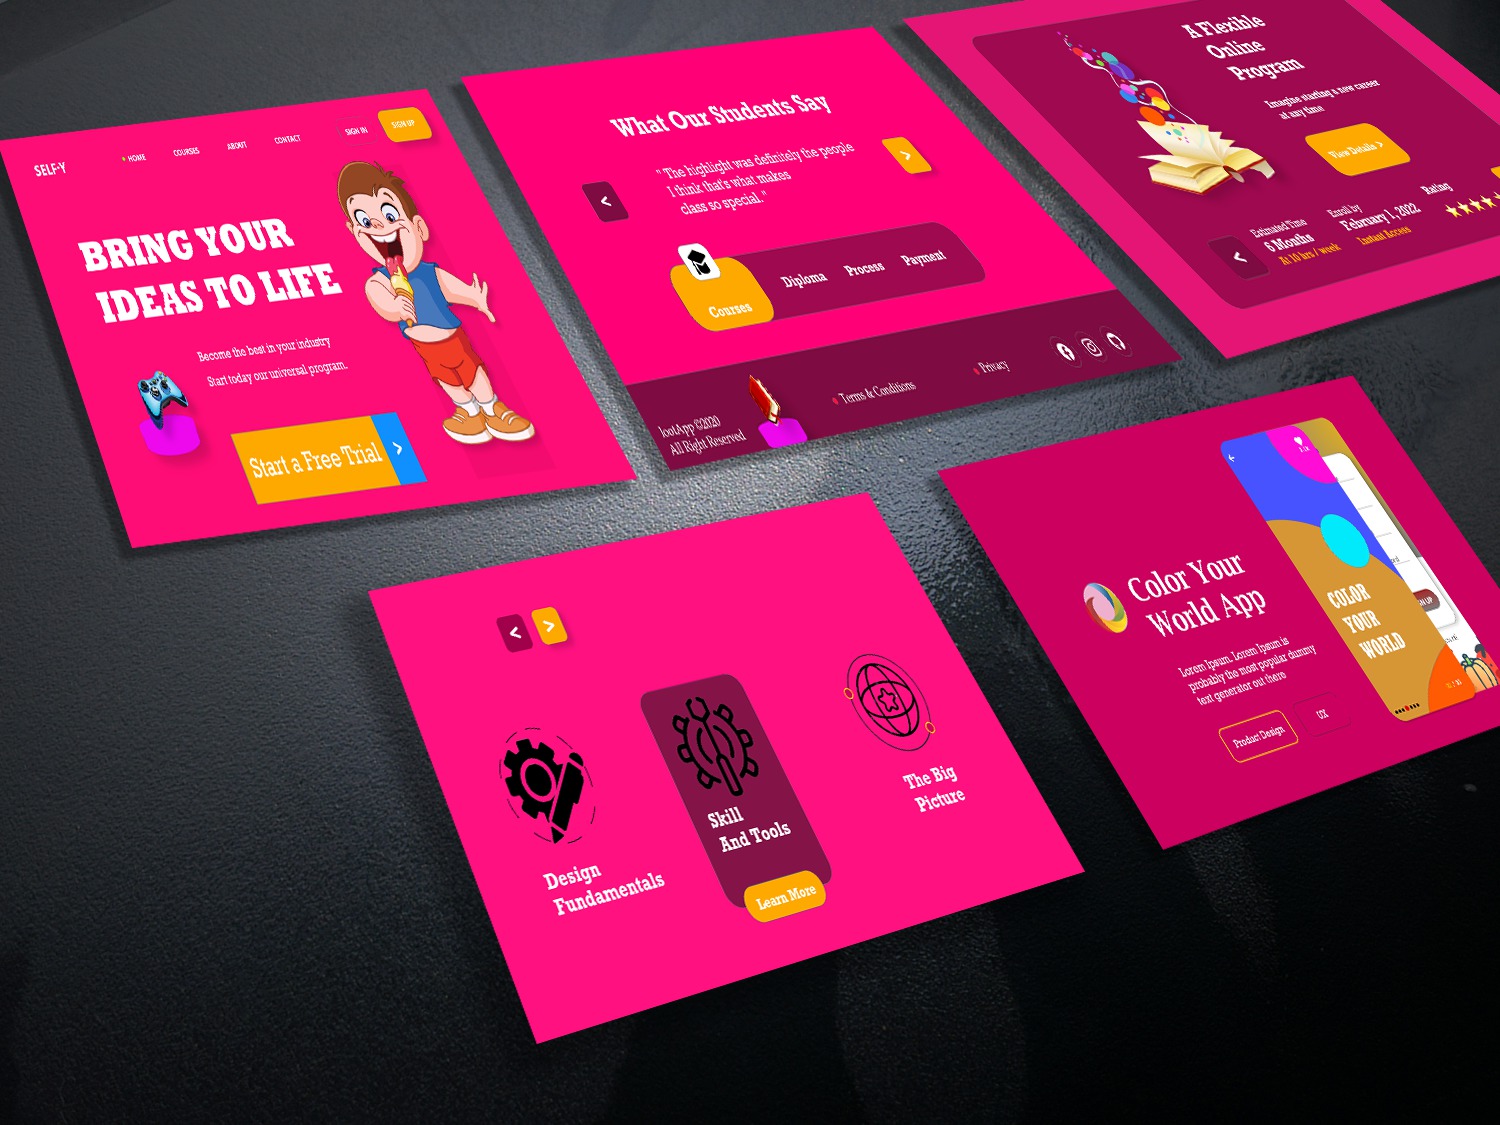 SELF-Y
HOME
COURSES
ABOUT
CONTACT
SIGN IN
SIGN UP
BRING YOUR
IDEAS TO LIFE
Become the best in your industry
Start today our universal program.
Start a Free Trial
What Our Students Say
" The highlight was definitely the people
I think that's what makes
class so special. "
Courses
Diploma
Process
Payment
lootApp ©2020
All Right Reserved
Terms & Conditions
Privacy
A Flexible
Online
Program
Imagine starting a new career
at any time
View Details >
Estimated Time
6 Months
At 10 hrs / week
Enroll by
February 1, 2022
Instant Access
Rating
Design
Fundamentals
Skill
And Tools
Learn More
The Big
Picture
Color Your
World App
Lorem Ipsum. Lorem Ipsum is
probably the most popular dummy
text generator out there
Product Design
UX
COLOR
YOUR
WORLD